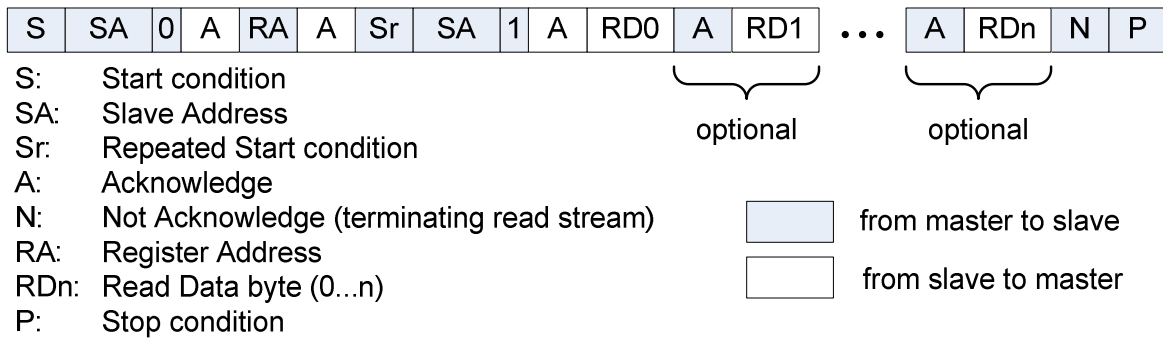 S SA 0 A RA A Sr SA 1 A RD0 A RD1 ... A RDn N P
optional optional
S: Start condition
SA: Slave Address
Sr: Repeated Start condition
A: Acknowledge
N: Not Acknowledge (terminating read stream)
RA: Register Address
RDn: Read Data byte (0...n)
P: Stop condition
from master to slave
from slave to master